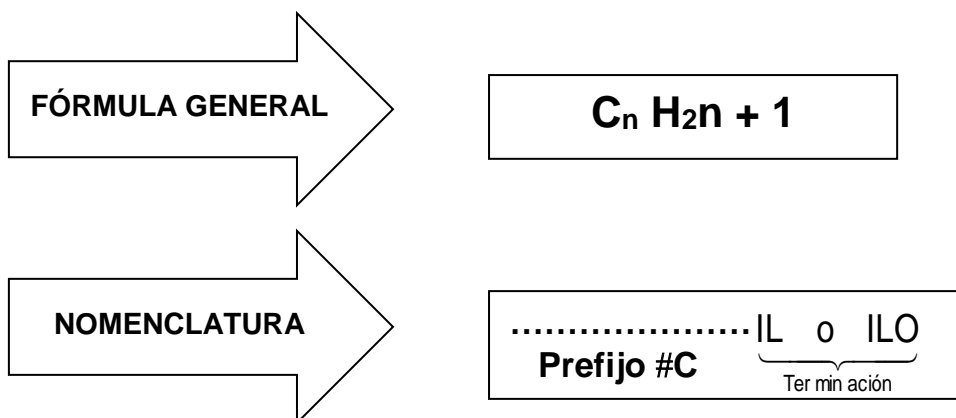 FÓRMULA GENERAL
Cn H2n + 1
NOMENCLATURA
.....................IL o ILO
Prefijo #C
Ter min ación